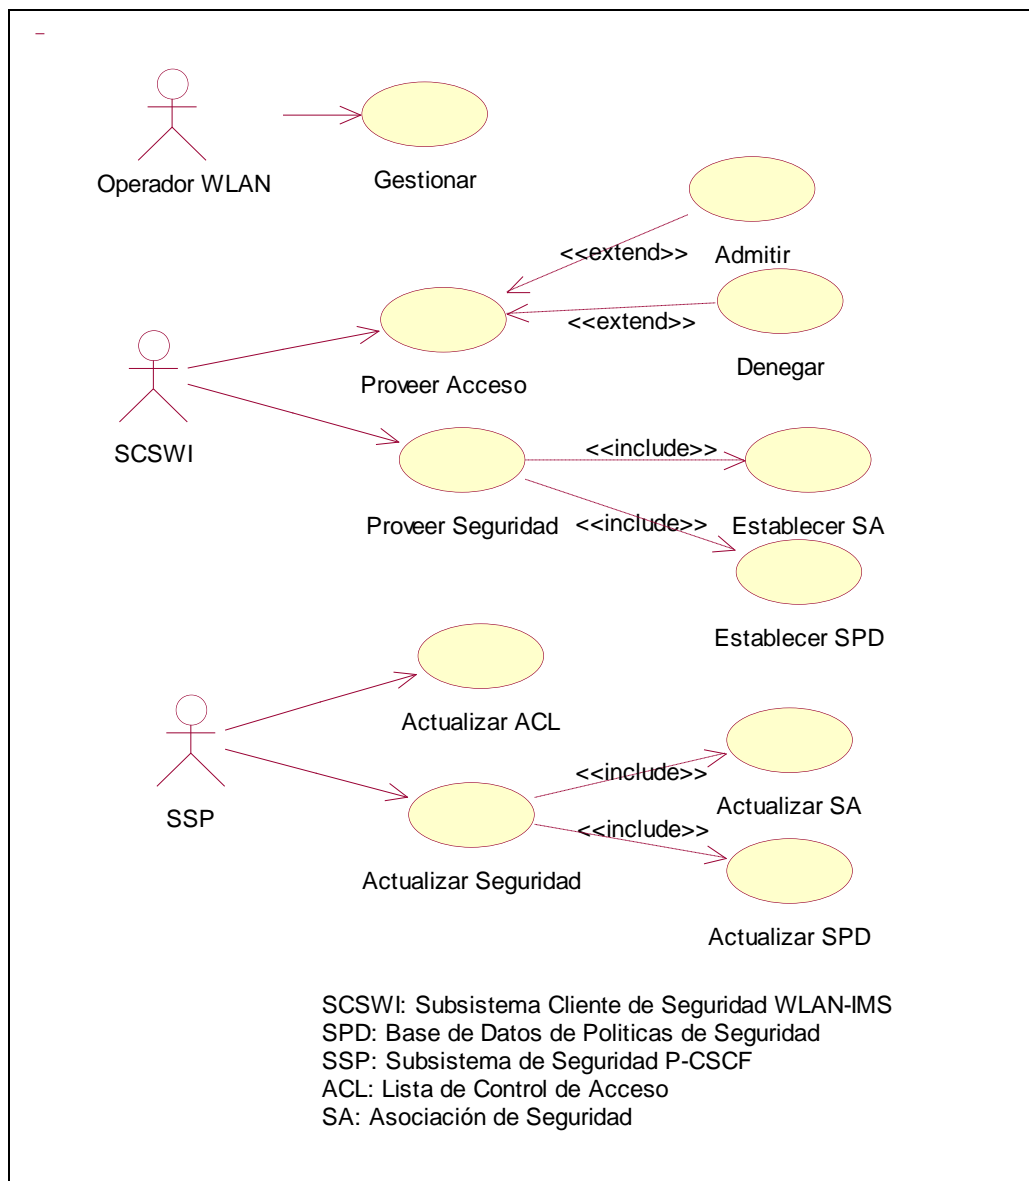 Operador WLAN
Gestionar
Admitir
<<extend>>
<<extend>>
Proveer Acceso
Denegar
SCSWI
<<include>>
Proveer Seguridad
<<include>>
Establecer SA
Establecer SPD
Actualizar ACL
SSP
<<include>>
Actualizar SA
<<include>>
Actualizar Seguridad
Actualizar SPD
SCSWI: Subsistema Cliente de Seguridad WLAN-IMS
SPD: Base de Datos de Politicas de Seguridad
SSP: Subsistema de Seguridad P-CSCF
ACL: Lista de Control de Acceso
SA: Asociación de Seguridad